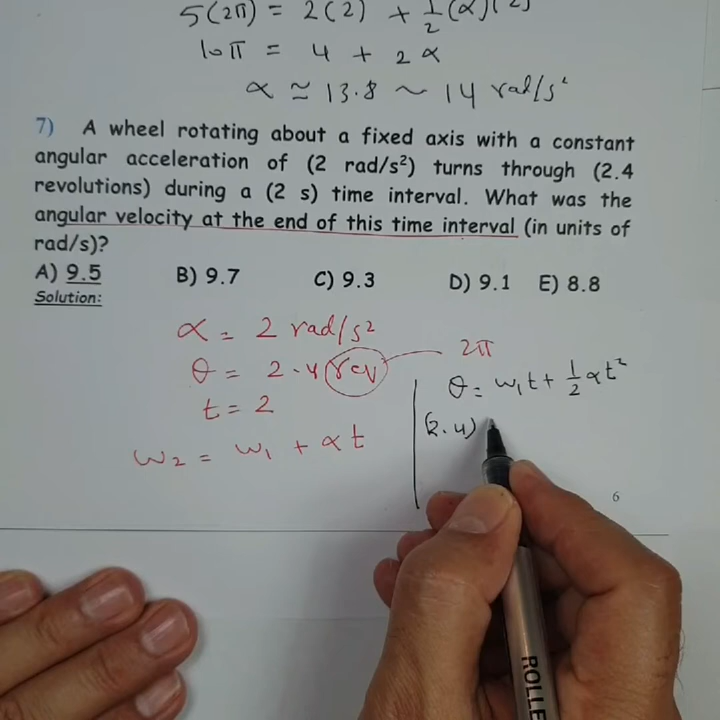 5(2π) = 2(2) + 1/2 (α)(2)
10π = 4 + 2α
α ≃ 13.8 ~ 14 rad/s²
7) A wheel rotating about a fixed axis with a constant
angular acceleration of (2 rad/s²) turns through (2.4
revolutions) during a (2 s) time interval. What was the
angular velocity at the end of this time interval (in units of
rad/s)?
A) 9.5 B) 9.7 C) 9.3 D) 9.1 E) 8.8
Solution:
α = 2 rad/s²
θ = 2.4 rev 2π
t = 2
ω₂ = ω₁ + αt
θ = ω₁t + 1/2 αt²
(2.4)
6
ROLLE